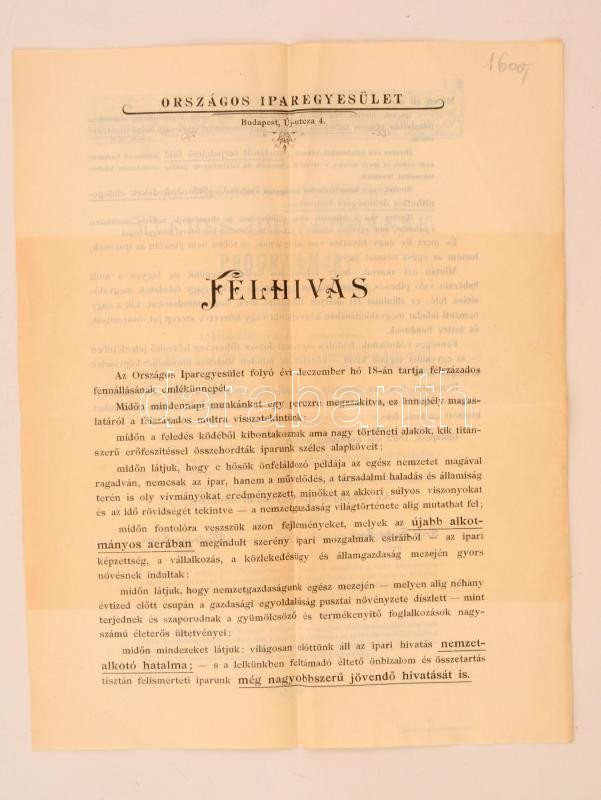 1600,-
ORSZÁGOS IPAREGYESÜLET
Budapest, Új-utcza 4.
FELHIVÁS
Az Országos Iparegyesület folyó évi deczember hó 18-án tartja félszázados
fennállásának emlékünnepét.
Midőn mindennapi munkánkat egy perczre megszakítva, ez ünnepély magas-
latáról a félszázados multra visszatekintünk;
midőn a feledés ködéből kibontakoznak ama nagy történeti alakok, kik titán-
szerű erőfeszítéssel összehordták iparunk széles alapköveit;
midőn látjuk, hogy e hősök önfeláldozó példája az egész nemzetet magával
ragadván, nemcsak az ipar, hanem a művelődés, a társadalmi haladás és államiság
terén is oly vívmányokat eredményezett, minőket az akkori súlyos viszonyokat
és az idő rövidségét tekintve — a nemzetgazdaság világtörténete alig mutathat fel;
midőn fontolóra veszszük azon fejleményeket, melyek az újabb alkot-
mányos aerában megindult szerény ipari mozgalmak csiráiból — az ipari
képzettség, a vállalkozás, a közlekedésügy és államgazdaság mezején gyors
növésnek indultak;
midőn látjuk, hogy nemzetgazdaságunk egész mezején — melyen alig néhány
évtized előtt csupán a gazdasági egyoldaluság pusztai növényzete díszlett — mint
terjednek és szaporodnak a gyümölcsöző és termékenyitő foglalkozások nagy-
számú életerős ültetvényei;
midőn mindezeket látjuk: világosan előttünk áll az ipari hivatás nemzet-
alkotó hatalma; — s a lelkünkben feltámadó éltető önbizalom és összetartás
tisztán felismerteti iparunk még nagyobbszerű jövendő hivatását is.
darabanth